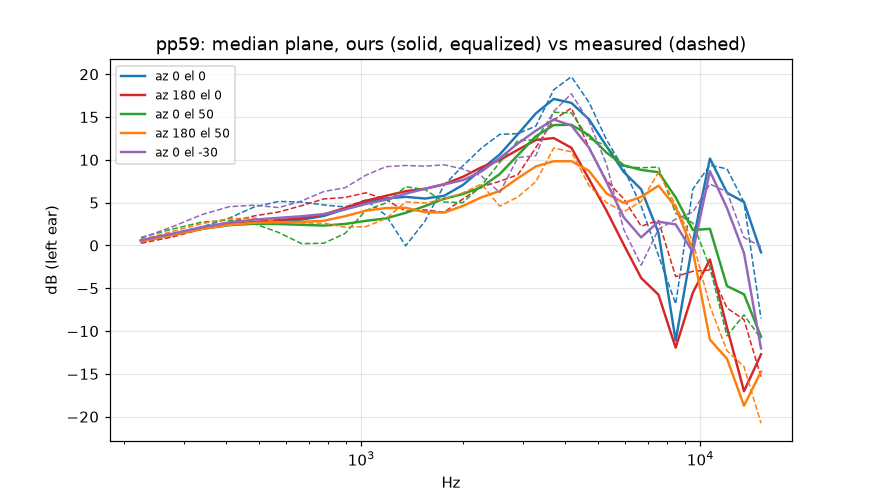 pp59: median plane, ours (solid, equalized) vs measured (dashed)
az 0 el 0
az 180 el 0
az 0 el 50
az 180 el 50
az 0 el -30
dB (left ear)
20
15
10
5
0
−5
−10
−15
−20
10³
10⁴
Hz